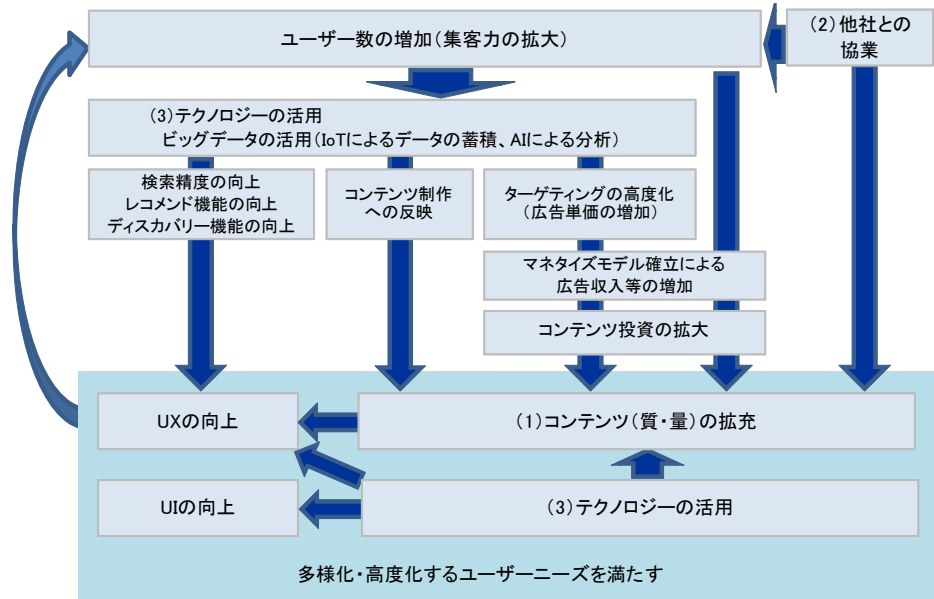 ユーザー数の増加(集客力の拡大)
(2)他社との
協業
(3)テクノロジーの活用
ビッグデータの活用(IoTによるデータの蓄積、AIによる分析)
検索精度の向上
レコメンド機能の向上
ディスカバリー機能の向上
コンテンツ制作
への反映
ターゲティングの高度化
(広告単価の増加)
マネタイズモデル確立による
広告収入等の増加
コンテンツ投資の拡大
UXの向上
(1)コンテンツ(質・量)の拡充
UIの向上
(3)テクノロジーの活用
多様化・高度化するユーザーニーズを満たす